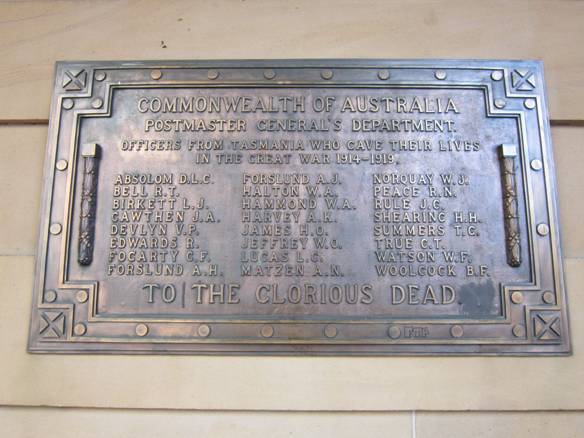 COMMONWEALTH OF AUSTRALIA
POSTMASTER GENERAL'S DEPARTMENT.
OFFICERS FROM TASMANIA WHO GAVE THEIR LIVES
IN THE GREAT WAR 1914-1919.
ABSOLOM D.L.C.
BELL R.T.
BIRKETT L.J.
CAWTHEN J.A.
DEVLYN V.P.
EDWARDS R.
FOGARTY G.F.
FORSLUND A.H.
FORSLUND A.J.
HALTON W.A.
HAMMOND W.A.
HARVEY A.K.
JAMES H.O.
JEFFREY W.O.
LUCAS L.C.
MATZEN A.N.
NORQUAY W.J.
PEACE R.N.
RULE J.G.
SHEARING H.H.
SUMMERS T.G.
TRUE C.T.
WATSON W.F.
WOOLCOCK B.F.
TO THE GLORIOUS DEAD.